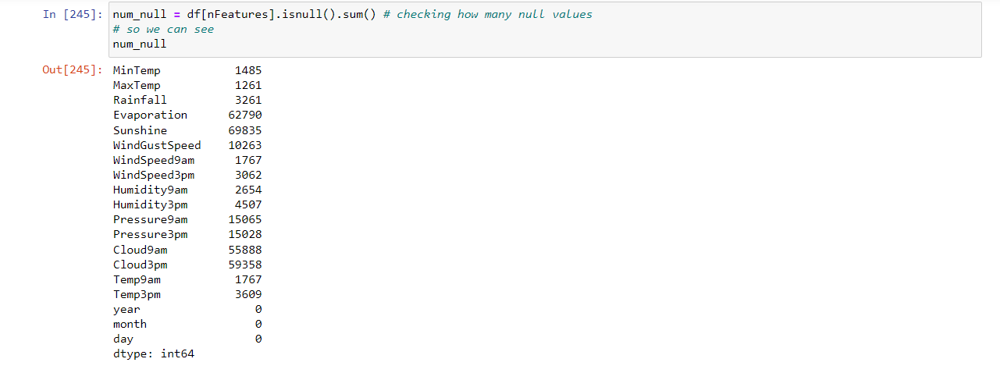 In [245]: num_null = df[nFeatures].isnull().sum() # checking how many null values
# so we can see
num_null
Out[245]: MinTemp 1485
MaxTemp 1261
Rainfall 3261
Evaporation 62790
Sunshine 69835
WindGustSpeed 10263
WindSpeed9am 1767
WindSpeed3pm 3062
Humidity9am 2654
Humidity3pm 4507
Pressure9am 15065
Pressure3pm 15028
Cloud9am 55888
Cloud3pm 59358
Temp9am 1767
Temp3pm 3609
year 0
month 0
day 0
dtype: int64